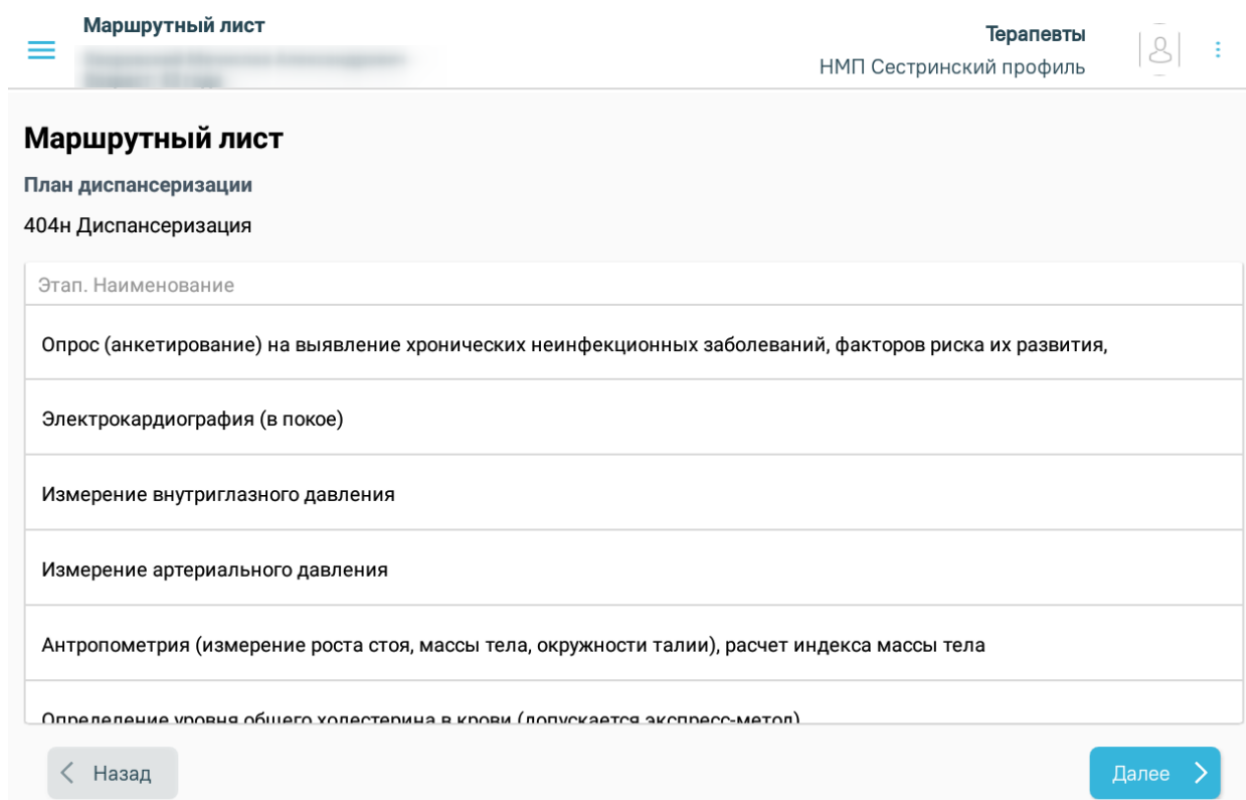 Маршрутный лист
Терапевты
НМП Сестринский профиль
Маршрутный лист
План диспансеризации
404н Диспансеризация
Этап. Наименование
Опрос (анкетирование) на выявление хронических неинфекционных заболеваний, факторов риска их развития,
Электрокардиография (в покое)
Измерение внутриглазного давления
Измерение артериального давления
Антропометрия (измерение роста стоя, массы тела, окружности талии), расчет индекса массы тела
Определение уровня общего холестерина в крови (допускается экспресс-метод)
Назад
Далее